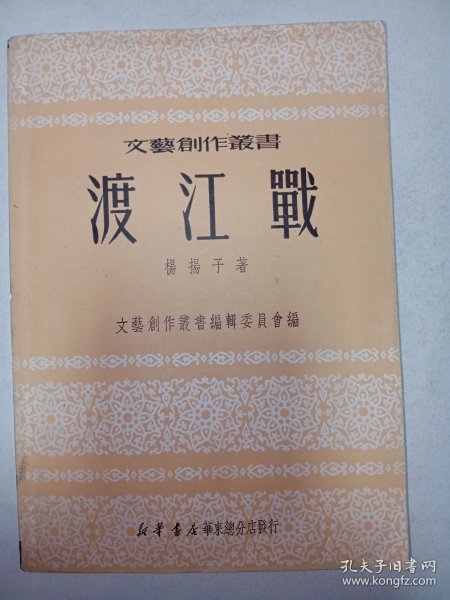 文藝創作叢書
渡江戰
楊揚子著
文藝創作叢書編輯委員會編
新華書店華東總分店發行
孔夫子旧书网
www.kongfz.com